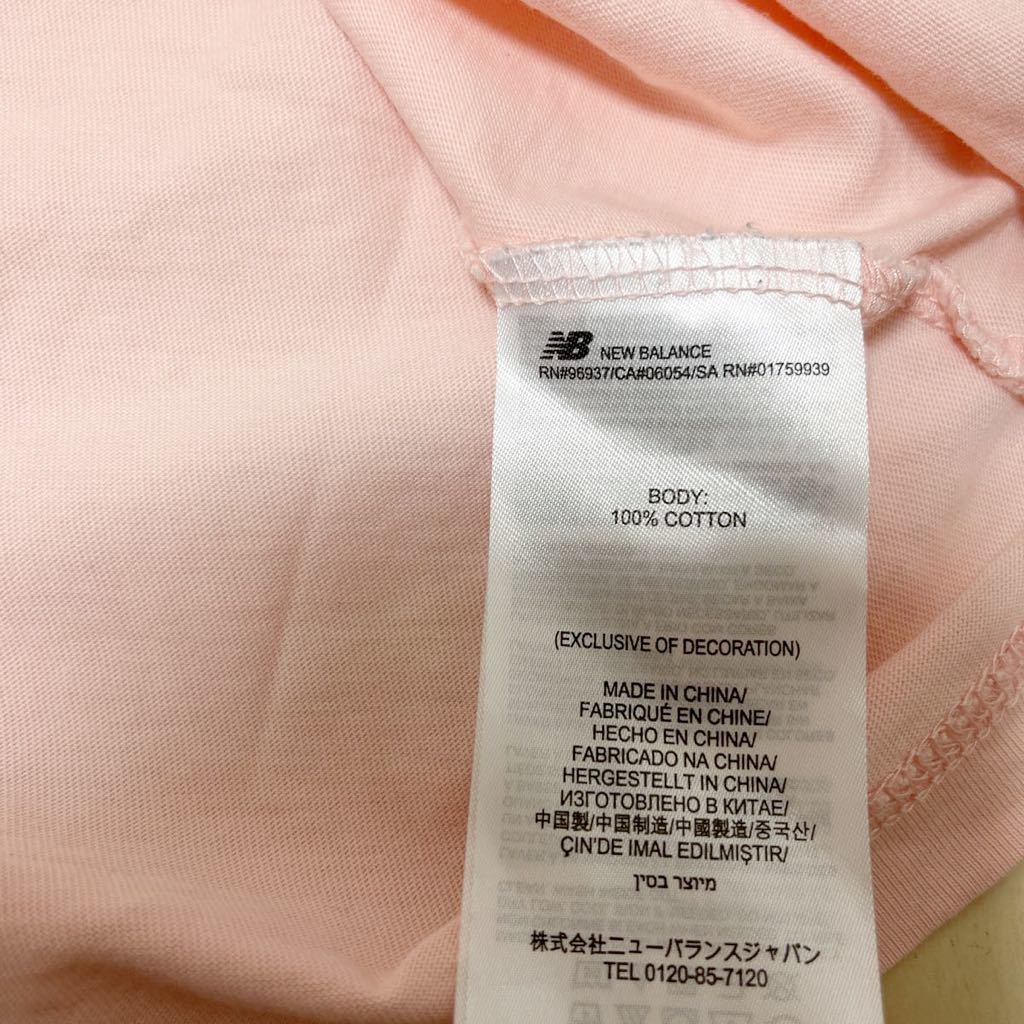 NB NEW BALANCE
RN#96937/CA#06054/SA RN#01759939
BODY:
100% COTTON
(EXCLUSIVE OF DECORATION)
MADE IN CHINA/
FABRIQUÉ EN CHINE/
HECHO EN CHINA/
FABRICADO NA CHINA/
HERGESTELLT IN CHINA/
ИЗГОТОВЛЕНО В КИТАЕ/
中国製/中国制造/中國製造/중국산/
ÇIN'DE IMAL EDILMIŞTIR/
מיוצר בסין
株式会社ニューバランスジャパン
TEL 0120-85-7120